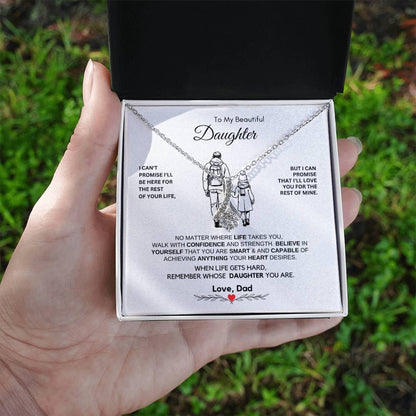 To My Beautiful
Daughter
I CAN'T
PROMISE I'LL
BE HERE FOR
THE REST
OF YOUR LIFE,
BUT I CAN
PROMISE
THAT I'LL LOVE
YOU FOR THE
REST OF MINE.
NO MATTER WHERE LIFE TAKES YOU,
WALK WITH CONFIDENCE AND STRENGTH. BELIEVE IN
YOURSELF THAT YOU ARE SMART & AND CAPABLE OF
ACHIEVING ANYTHING YOUR HEART DESIRES.
WHEN LIFE GETS HARD,
REMEMBER WHOSE DAUGHTER YOU ARE.
Love, Dad